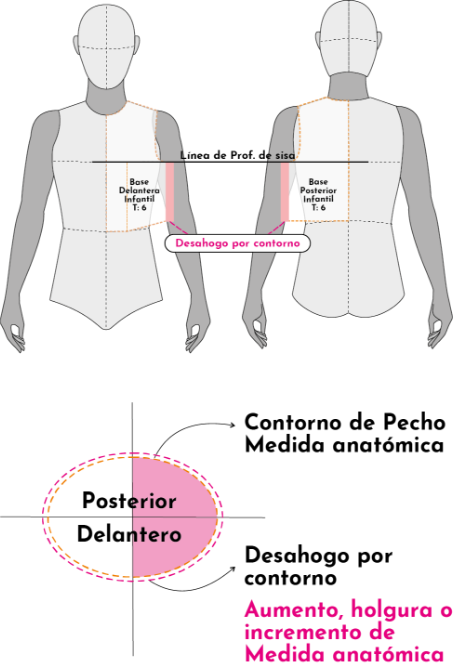 Línea de Prof. de sisa
Base
Delantera
Infantil
T: 6
Base
Posterior
Infantil
T: 6
Desahogo por contorno
Contorno de Pecho
Medida anatómica
Posterior
Delantero
Desahogo por
contorno
Aumento, holgura o
incremento de
Medida anatómica